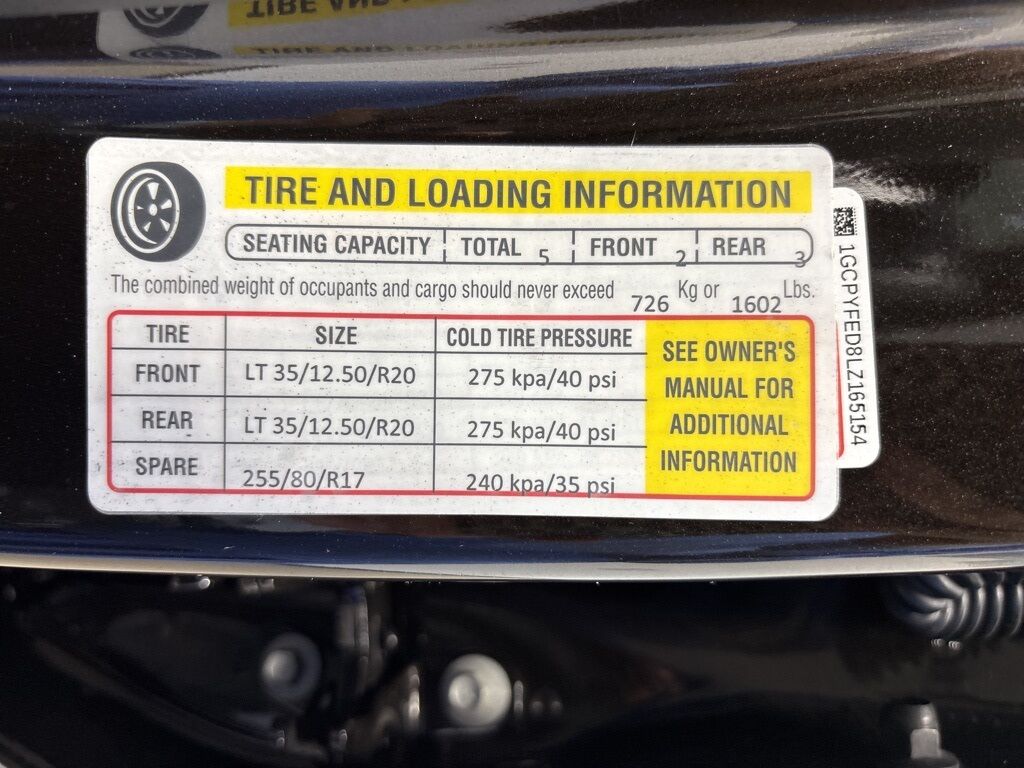 TIRE AND LOADING INFORMATION
SEATING CAPACITY TOTAL 5 FRONT 2 REAR 3
The combined weight of occupants and cargo should never exceed 726 Kg or 1602 Lbs.
TIRE SIZE COLD TIRE PRESSURE
FRONT LT 35/12.50/R20 275 kpa/40 psi
REAR LT 35/12.50/R20 275 kpa/40 psi
SPARE 255/80/R17 240 kpa/35 psi
SEE OWNER'S
MANUAL FOR
ADDITIONAL
INFORMATION
1GCPYFED8LZ165154